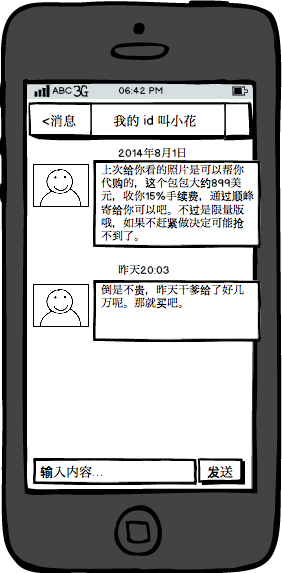 ABC 3G 06:42 PM
<消息 我的 id 叫小花
2014年8月1日
上次给你看的照片是可以帮你
代购的，这个包包大约899美
元，收你15%手续费，通过顺峰
寄给你可以吧。不过是限量版
哦，如果不赶紧做决定可能抢
不到了。
昨天20:03
倒是不贵，昨天干爹给了好几
万呢。那就买吧。
输入内容... 发送